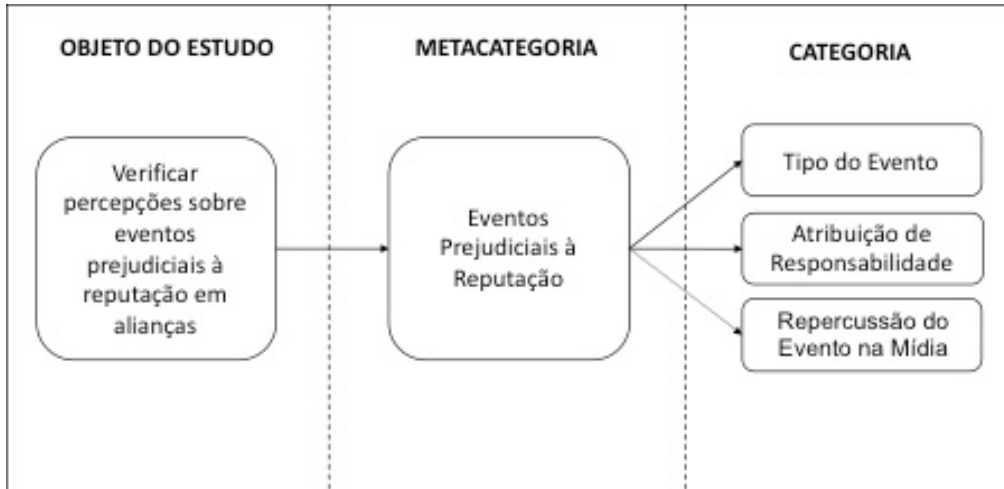 OBJETO DO ESTUDO
METACATEGORIA
CATEGORIA
Verificar
percepções sobre
eventos
prejudiciais à
reputação em
alianças
Eventos
Prejudiciais à
Reputação
Tipo do Evento
Atribuição de
Responsabilidade
Repercussão do
Evento na Mídia